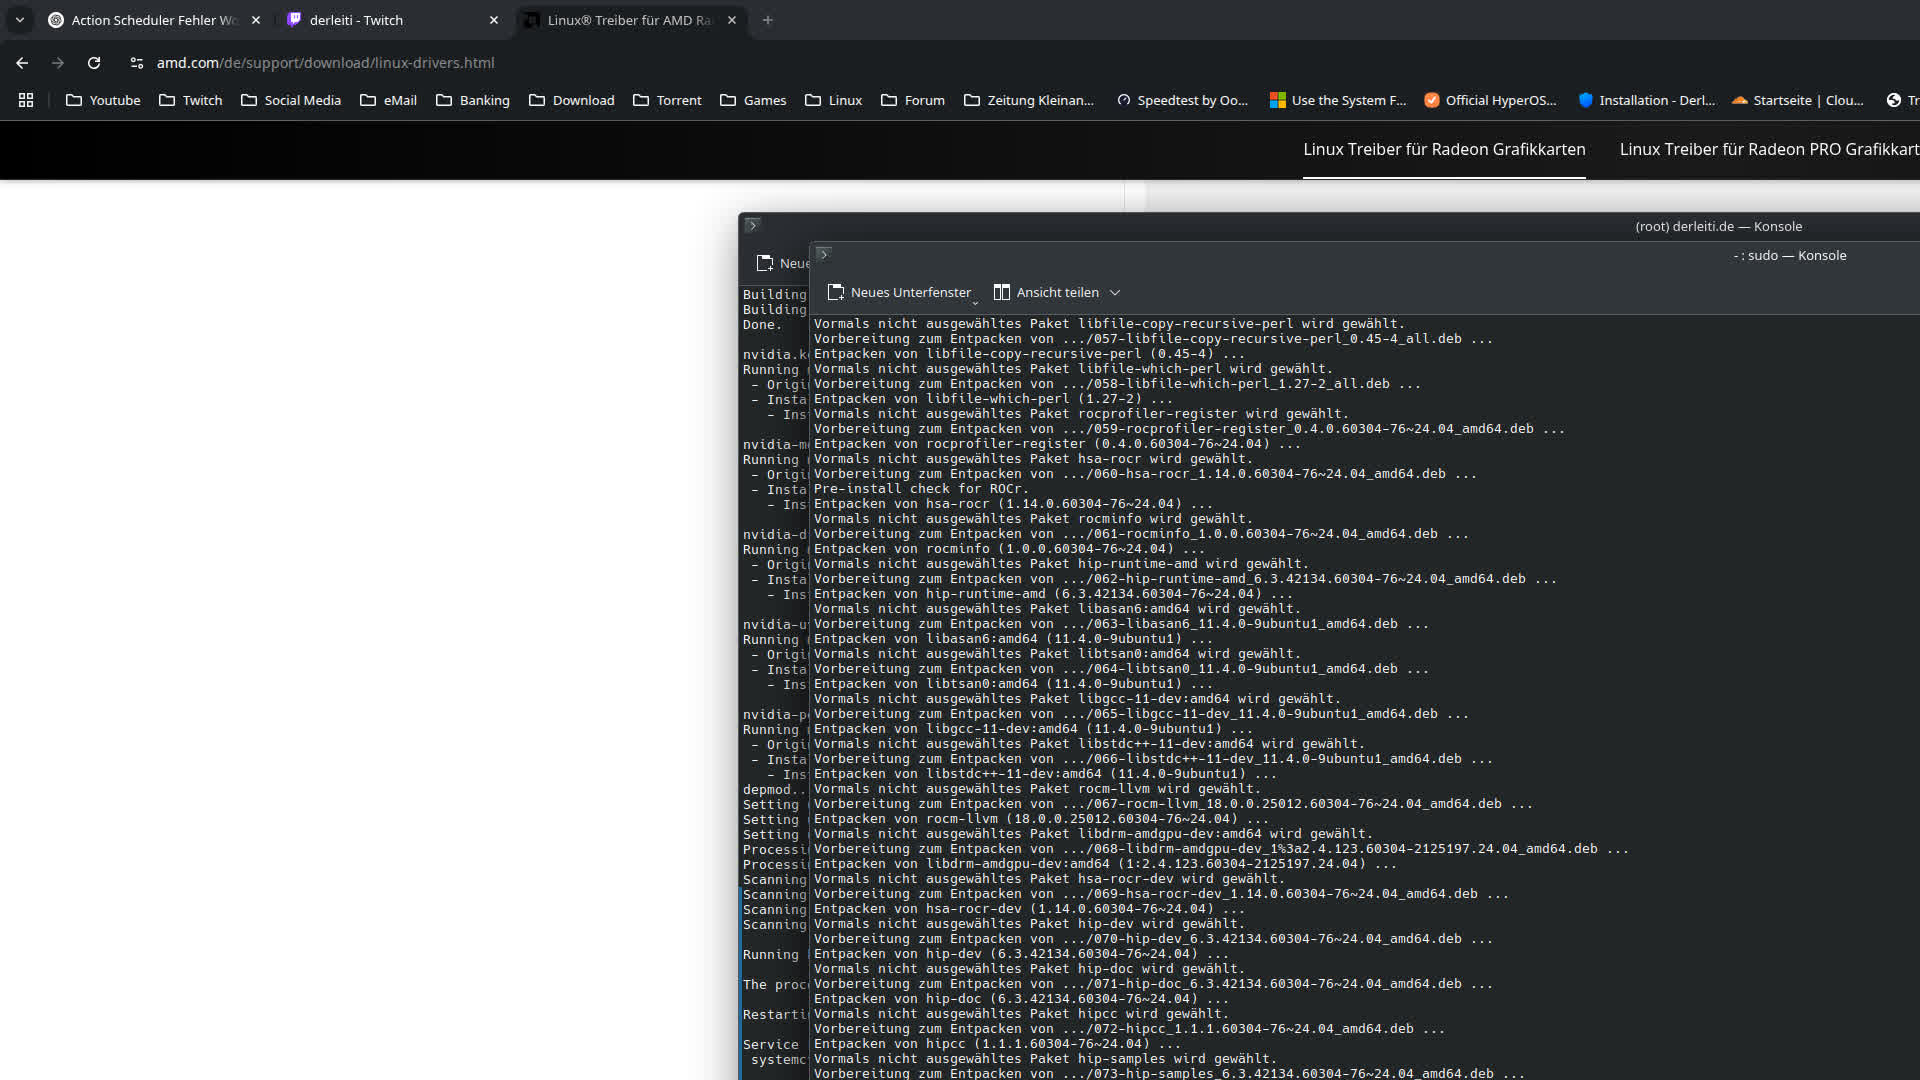 Action Scheduler Fehler Wo
derleiti - Twitch
Linux® Treiber für AMD Ra
amd.com/de/support/download/linux-drivers.html
Youtube
Twitch
Social Media
eMail
Banking
Download
Torrent
Games
Linux
Forum
Zeitung Kleinan...
Speedtest by Oo...
Use the System F...
Official HyperOS...
Installation - Derl...
Startseite | Clou...
Tr
Linux Treiber für Radeon Grafikkarten
Linux Treiber für Radeon PRO Grafikkart
(root) derleiti.de — Konsole
Neue
Building
Building
Done.
nvidia.k
Running
- Origi
- Insta
- Ins
nvidia-m
Running
- Origi
- Insta
- Ins
nvidia-d
Running
- Origi
- Insta
- Ins
nvidia-u
Running
- Origi
- Insta
- Ins
nvidia-p
Running
- Origi
- Insta
- Ins
depmod..
Setting
Setting
Setting
Processi
Processi
Scanning
Scanning
Scanning
Scanning
Running
The proc
Restarti
Service
systemc
- : sudo — Konsole
Neues Unterfenster
Ansicht teilen
Vormals nicht ausgewähltes Paket libfile-copy-recursive-perl wird gewählt.
Vorbereitung zum Entpacken von .../057-libfile-copy-recursive-perl_0.45-4_all.deb ...
Entpacken von libfile-copy-recursive-perl (0.45-4) ...
Vormals nicht ausgewähltes Paket libfile-which-perl wird gewählt.
Vorbereitung zum Entpacken von .../058-libfile-which-perl_1.27-2_all.deb ...
Entpacken von libfile-which-perl (1.27-2) ...
Vormals nicht ausgewähltes Paket rocprofiler-register wird gewählt.
Vorbereitung zum Entpacken von .../059-rocprofiler-register_0.4.0.60304-76~24.04_amd64.deb ...
Entpacken von rocprofiler-register (0.4.0.60304-76~24.04) ...
Vormals nicht ausgewähltes Paket hsa-rocr wird gewählt.
Vorbereitung zum Entpacken von .../060-hsa-rocr_1.14.0.60304-76~24.04_amd64.deb ...
Pre-install check for ROCr.
Entpacken von hsa-rocr (1.14.0.60304-76~24.04) ...
Vormals nicht ausgewähltes Paket rocminfo wird gewählt.
Vorbereitung zum Entpacken von .../061-rocminfo_1.0.0.60304-76~24.04_amd64.deb ...
Entpacken von rocminfo (1.0.0.60304-76~24.04) ...
Vormals nicht ausgewähltes Paket hip-runtime-amd wird gewählt.
Vorbereitung zum Entpacken von .../062-hip-runtime-amd_6.3.42134.60304-76~24.04_amd64.deb ...
Entpacken von hip-runtime-amd (6.3.42134.60304-76~24.04) ...
Vormals nicht ausgewähltes Paket libasan6:amd64 wird gewählt.
Vorbereitung zum Entpacken von .../063-libasan6_11.4.0-9ubuntu1_amd64.deb ...
Entpacken von libasan6:amd64 (11.4.0-9ubuntu1) ...
Vormals nicht ausgewähltes Paket libtsan0:amd64 wird gewählt.
Vorbereitung zum Entpacken von .../064-libtsan0_11.4.0-9ubuntu1_amd64.deb ...
Entpacken von libtsan0:amd64 (11.4.0-9ubuntu1) ...
Vormals nicht ausgewähltes Paket libgcc-11-dev:amd64 wird gewählt.
Vorbereitung zum Entpacken von .../065-libgcc-11-dev_11.4.0-9ubuntu1_amd64.deb ...
Entpacken von libgcc-11-dev:amd64 (11.4.0-9ubuntu1) ...
Vormals nicht ausgewähltes Paket libstdc++-11-dev:amd64 wird gewählt.
Vorbereitung zum Entpacken von .../066-libstdc++-11-dev_11.4.0-9ubuntu1_amd64.deb ...
Entpacken von libstdc++-11-dev:amd64 (11.4.0-9ubuntu1) ...
Vormals nicht ausgewähltes Paket rocm-llvm wird gewählt.
Vorbereitung zum Entpacken von .../067-rocm-llvm_18.0.0.25012.60304-76~24.04_amd64.deb ...
Entpacken von rocm-llvm (18.0.0.25012.60304-76~24.04) ...
Vormals nicht ausgewähltes Paket libdrm-amdgpu-dev:amd64 wird gewählt.
Vorbereitung zum Entpacken von .../068-libdrm-amdgpu-dev_1%3a2.4.123.60304-2125197.24.04_amd64.deb ...
Entpacken von libdrm-amdgpu-dev:amd64 (1:2.4.123.60304-2125197.24.04) ...
Vormals nicht ausgewähltes Paket hsa-rocr-dev wird gewählt.
Vorbereitung zum Entpacken von .../069-hsa-rocr-dev_1.14.0.60304-76~24.04_amd64.deb ...
Entpacken von hsa-rocr-dev (1.14.0.60304-76~24.04) ...
Vormals nicht ausgewähltes Paket hip-dev wird gewählt.
Vorbereitung zum Entpacken von .../070-hip-dev_6.3.42134.60304-76~24.04_amd64.deb ...
Entpacken von hip-dev (6.3.42134.60304-76~24.04) ...
Vormals nicht ausgewähltes Paket hip-doc wird gewählt.
Vorbereitung zum Entpacken von .../071-hip-doc_6.3.42134.60304-76~24.04_amd64.deb ...
Entpacken von hip-doc (6.3.42134.60304-76~24.04) ...
Vormals nicht ausgewähltes Paket hipcc wird gewählt.
Vorbereitung zum Entpacken von .../072-hipcc_1.1.1.60304-76~24.04_amd64.deb ...
Entpacken von hipcc (1.1.1.60304-76~24.04) ...
Vormals nicht ausgewähltes Paket hip-samples wird gewählt.
Vorbereitung zum Entpacken von .../073-hip-samples_6.3.42134.60304-76~24.04_amd64.deb ...